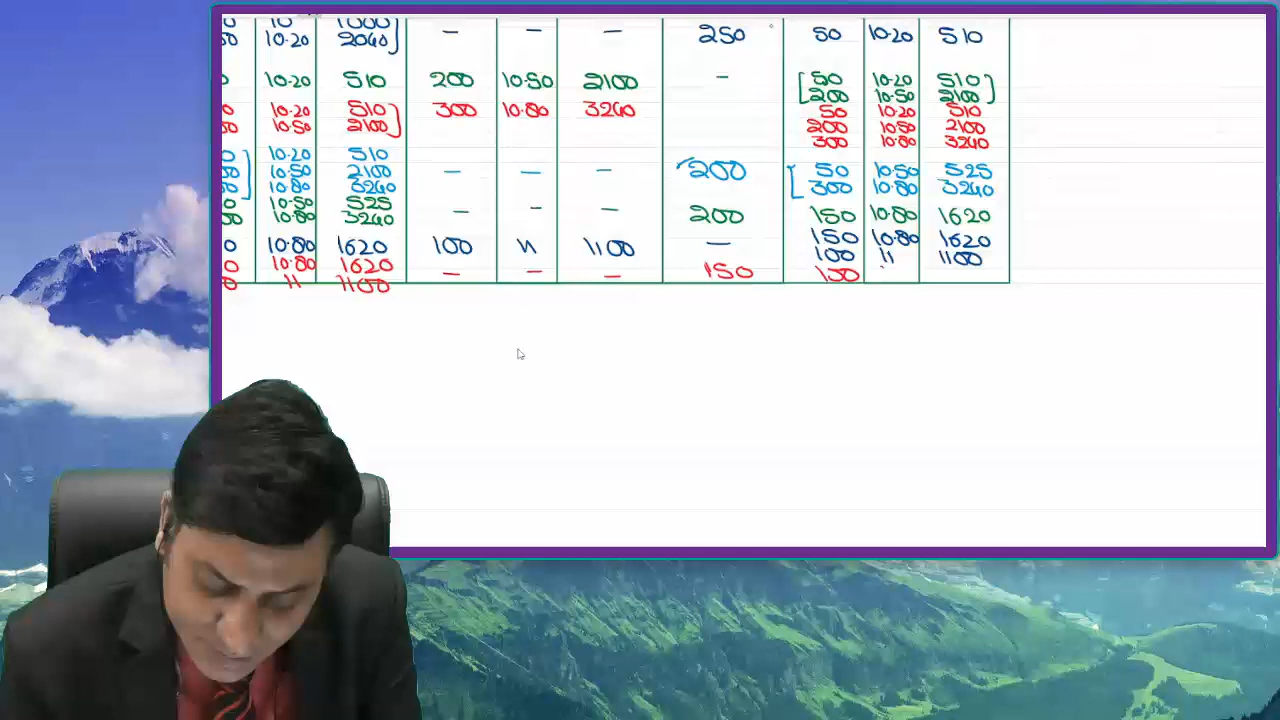 10 1000
10.20 2040] — — — 250 50 10.20 510
10.20 510 200 10.50 2100 — [50 10.20 510]
[200 10.50 2100]
10.20 510 300 10.80 3240 50 10.20 510
10.50 2100] 200 10.50 2100
300 10.80 3240
10.20 510
10.50 2100 — — — 200 [50 10.50 525
10.80 3240 [300 10.80 3240
10.50 525
10.80 3240 — — — 200 150 10.80 1620
10.80 1620 100 11 1100 — 150 10.80 1620
100 11 1100
10.80 1620 — — — 150 100
11 1100